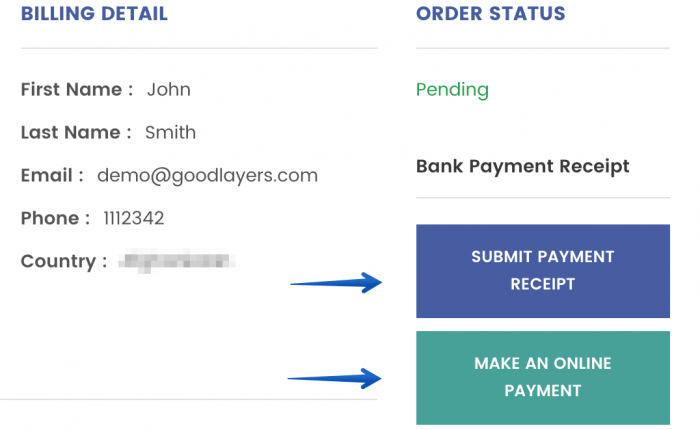 BILLING DETAIL
First Name : John
Last Name : Smith
Email : demo@goodlayers.com
Phone : 1112342
Country :
ORDER STATUS
Pending
Bank Payment Receipt
SUBMIT PAYMENT
RECEIPT
MAKE AN ONLINE
PAYMENT